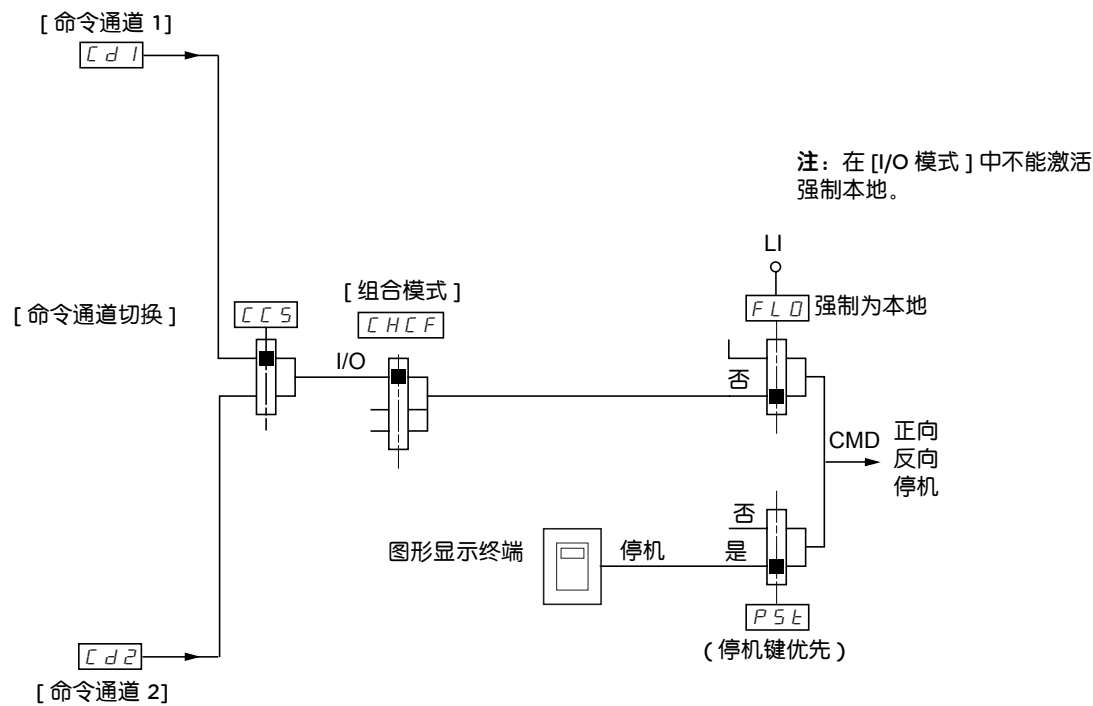 [ 命令通道 1]
Cd1
注：在 [I/O 模式 ] 中不能激活
强制本地。
LI
[ 组合模式 ]
[ 命令通道切换 ]
CCS
CHCF
FLO
强制为本地
I/O
否
CMD
正向
反向
停机
否
图形显示终端
停机
是
PSt
( 停机键优先 )
Cd2
[ 命令通道 2]